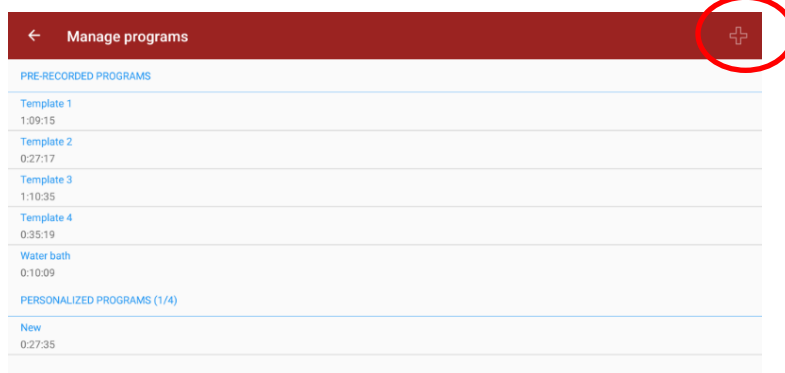 Manage programs
PRE-RECORDED PROGRAMS
Template 1
1:09:15
Template 2
0:27:17
Template 3
1:10:35
Template 4
0:35:19
Water bath
0:10:09
PERSONALIZED PROGRAMS (1/4)
New
0:27:35